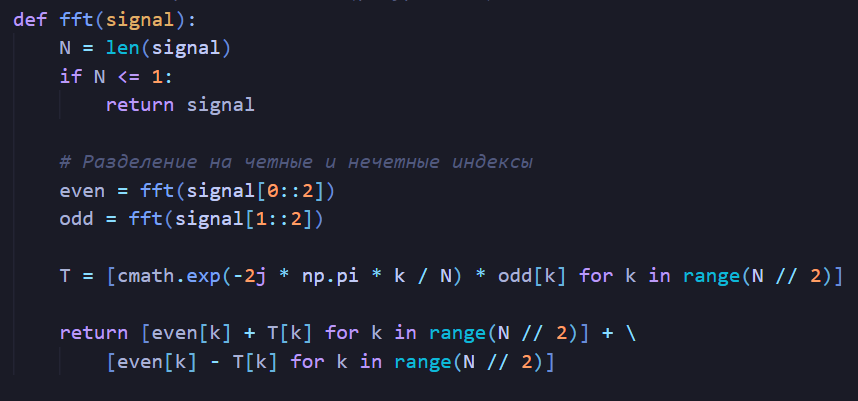 def fft(signal):
    N = len(signal)
    if N <= 1:
        return signal

    # Разделение на четные и нечетные индексы
    even = fft(signal[0::2])
    odd = fft(signal[1::2])

    T = [cmath.exp(-2j * np.pi * k / N) * odd[k] for k in range(N // 2)]

    return [even[k] + T[k] for k in range(N // 2)] + \
        [even[k] - T[k] for k in range(N // 2)]